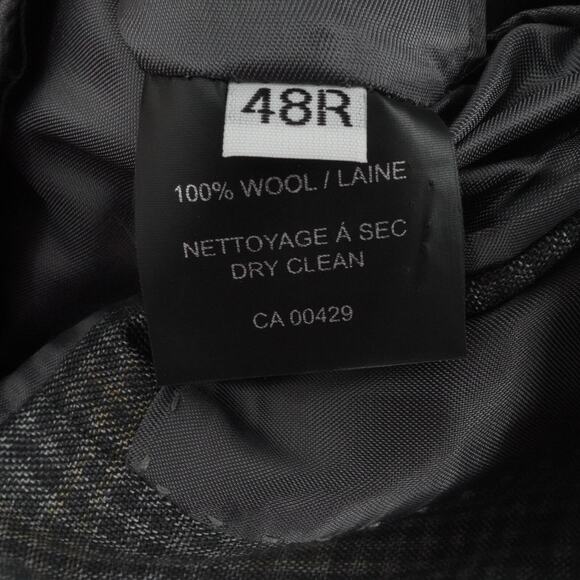 48R
100% WOOL / LAINE
NETTOYAGE Á SEC
DRY CLEAN
CA 00429